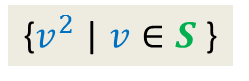 {v² | v ∈ S}